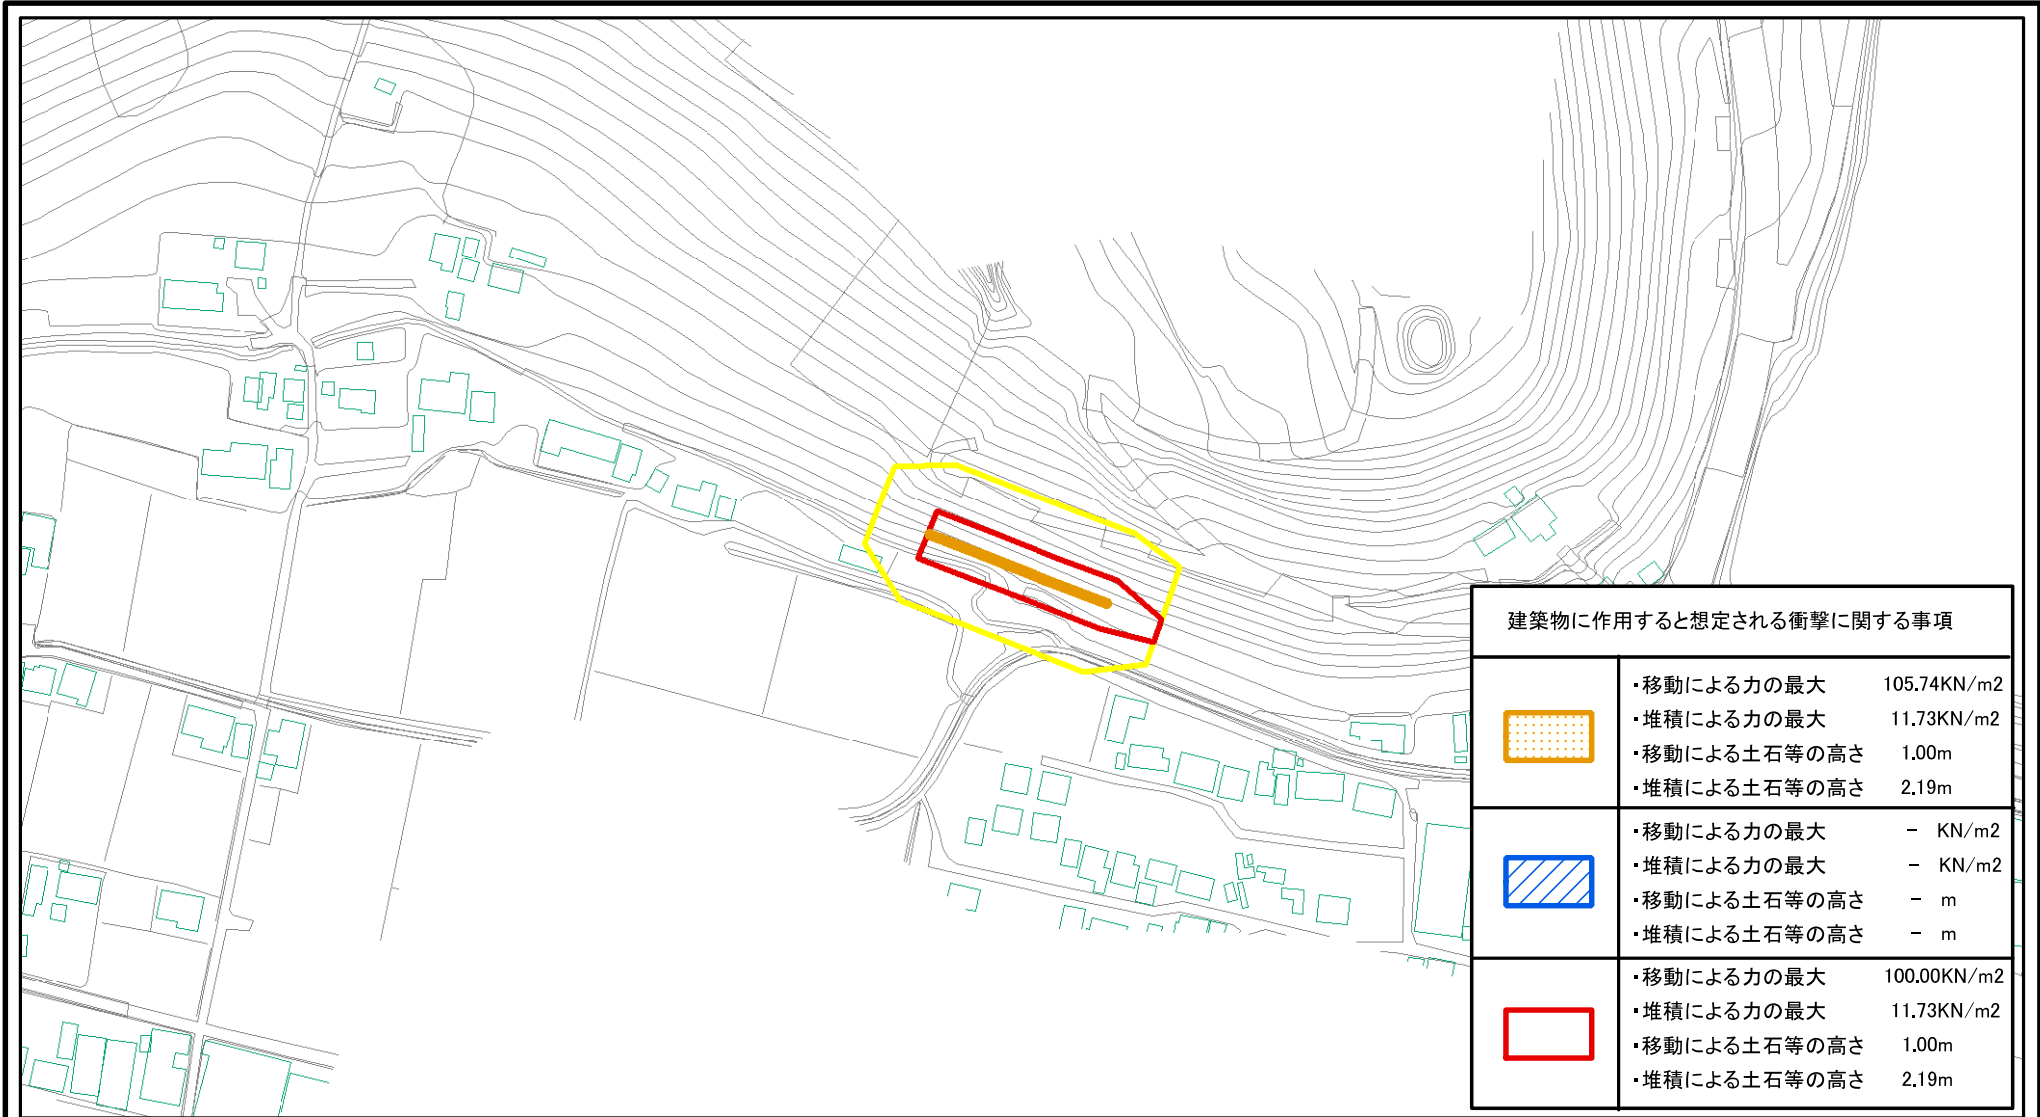 建築物に作用すると想定される衝撃に関する事項
・移動による力の最大 105.74KN/m2
・堆積による力の最大 11.73KN/m2
・移動による土石等の高さ 1.00m
・堆積による土石等の高さ 2.19m
・移動による力の最大 － KN/m2
・堆積による力の最大 － KN/m2
・移動による土石等の高さ － m
・堆積による土石等の高さ － m
・移動による力の最大 100.00KN/m2
・堆積による力の最大 11.73KN/m2
・移動による土石等の高さ 1.00m
・堆積による土石等の高さ 2.19m